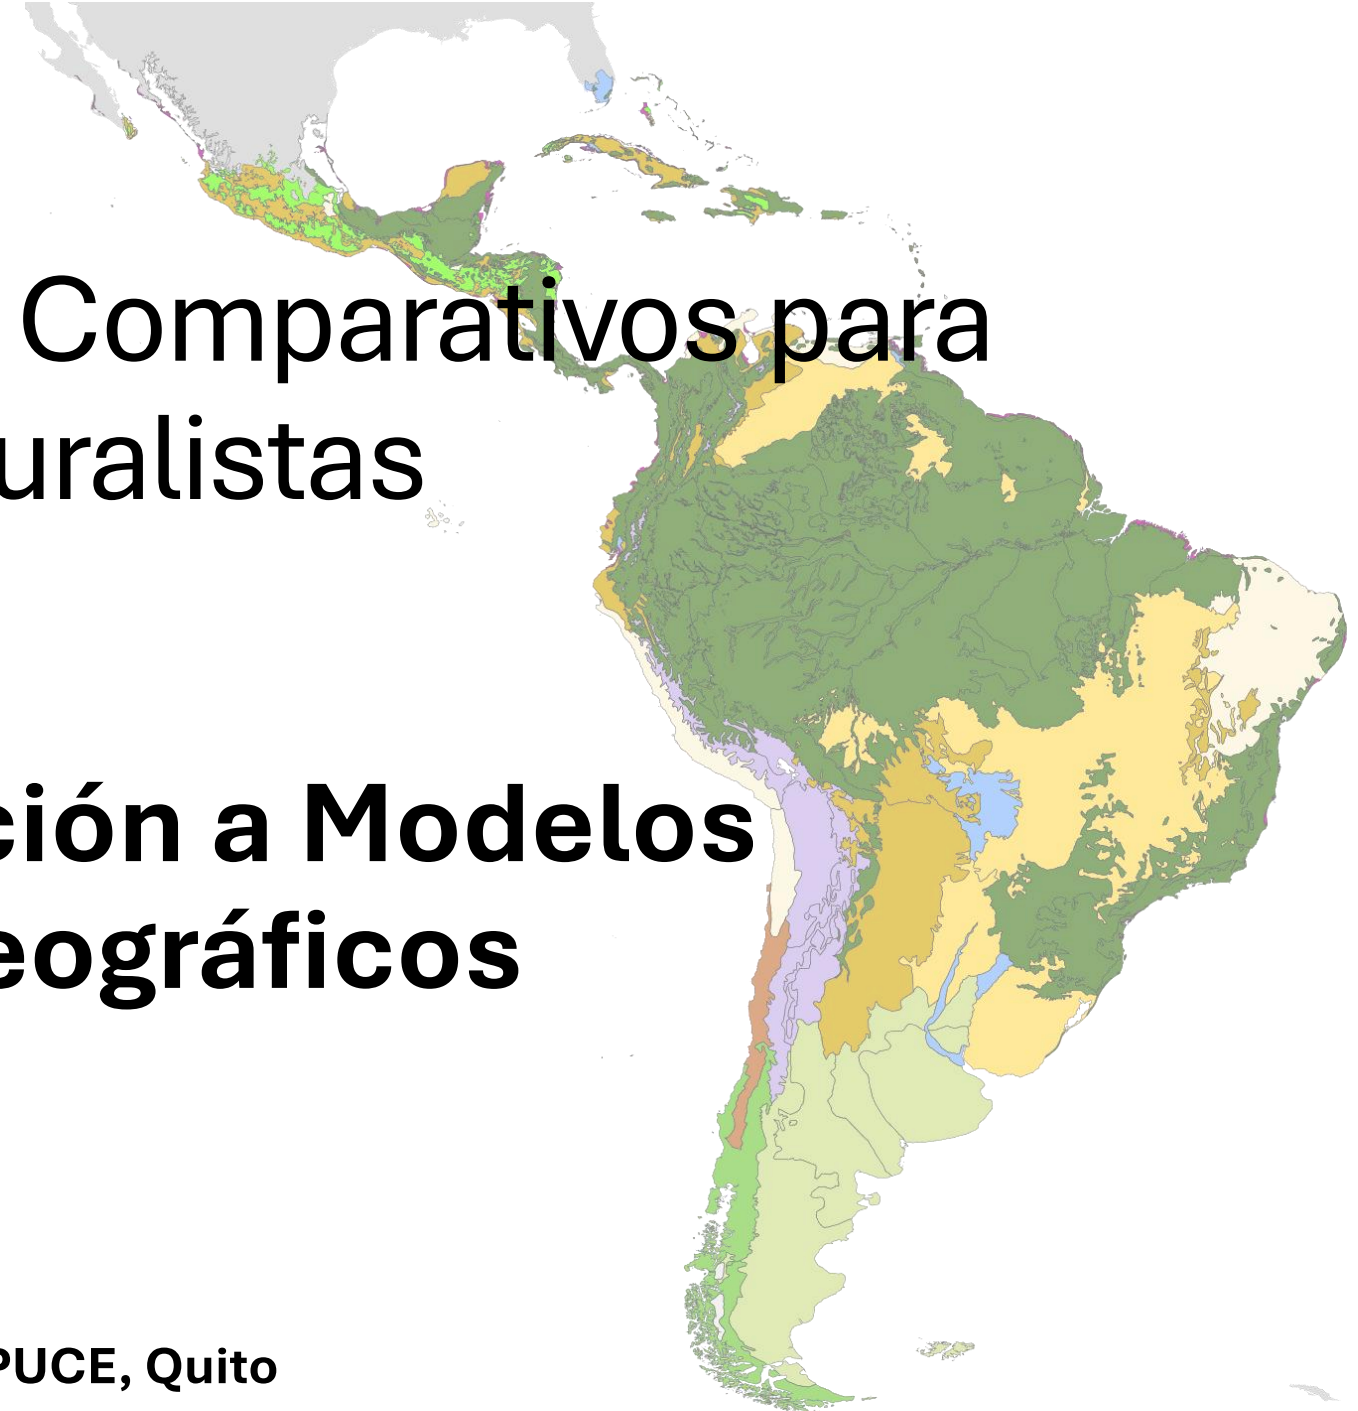 Comparativos para
uralistas
ción a Modelos
eográficos
PUCE, Quito